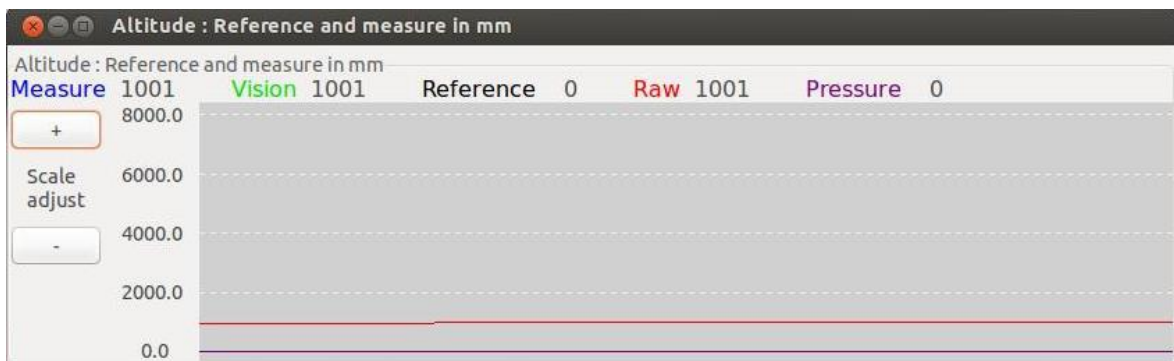 Altitude : Reference and measure in mm
Altitude : Reference and measure in mm
Measure 1001 Vision 1001 Reference 0 Raw 1001 Pressure 0
+ 8000.0
Scale 6000.0
adjust
- 4000.0
2000.0
0.0